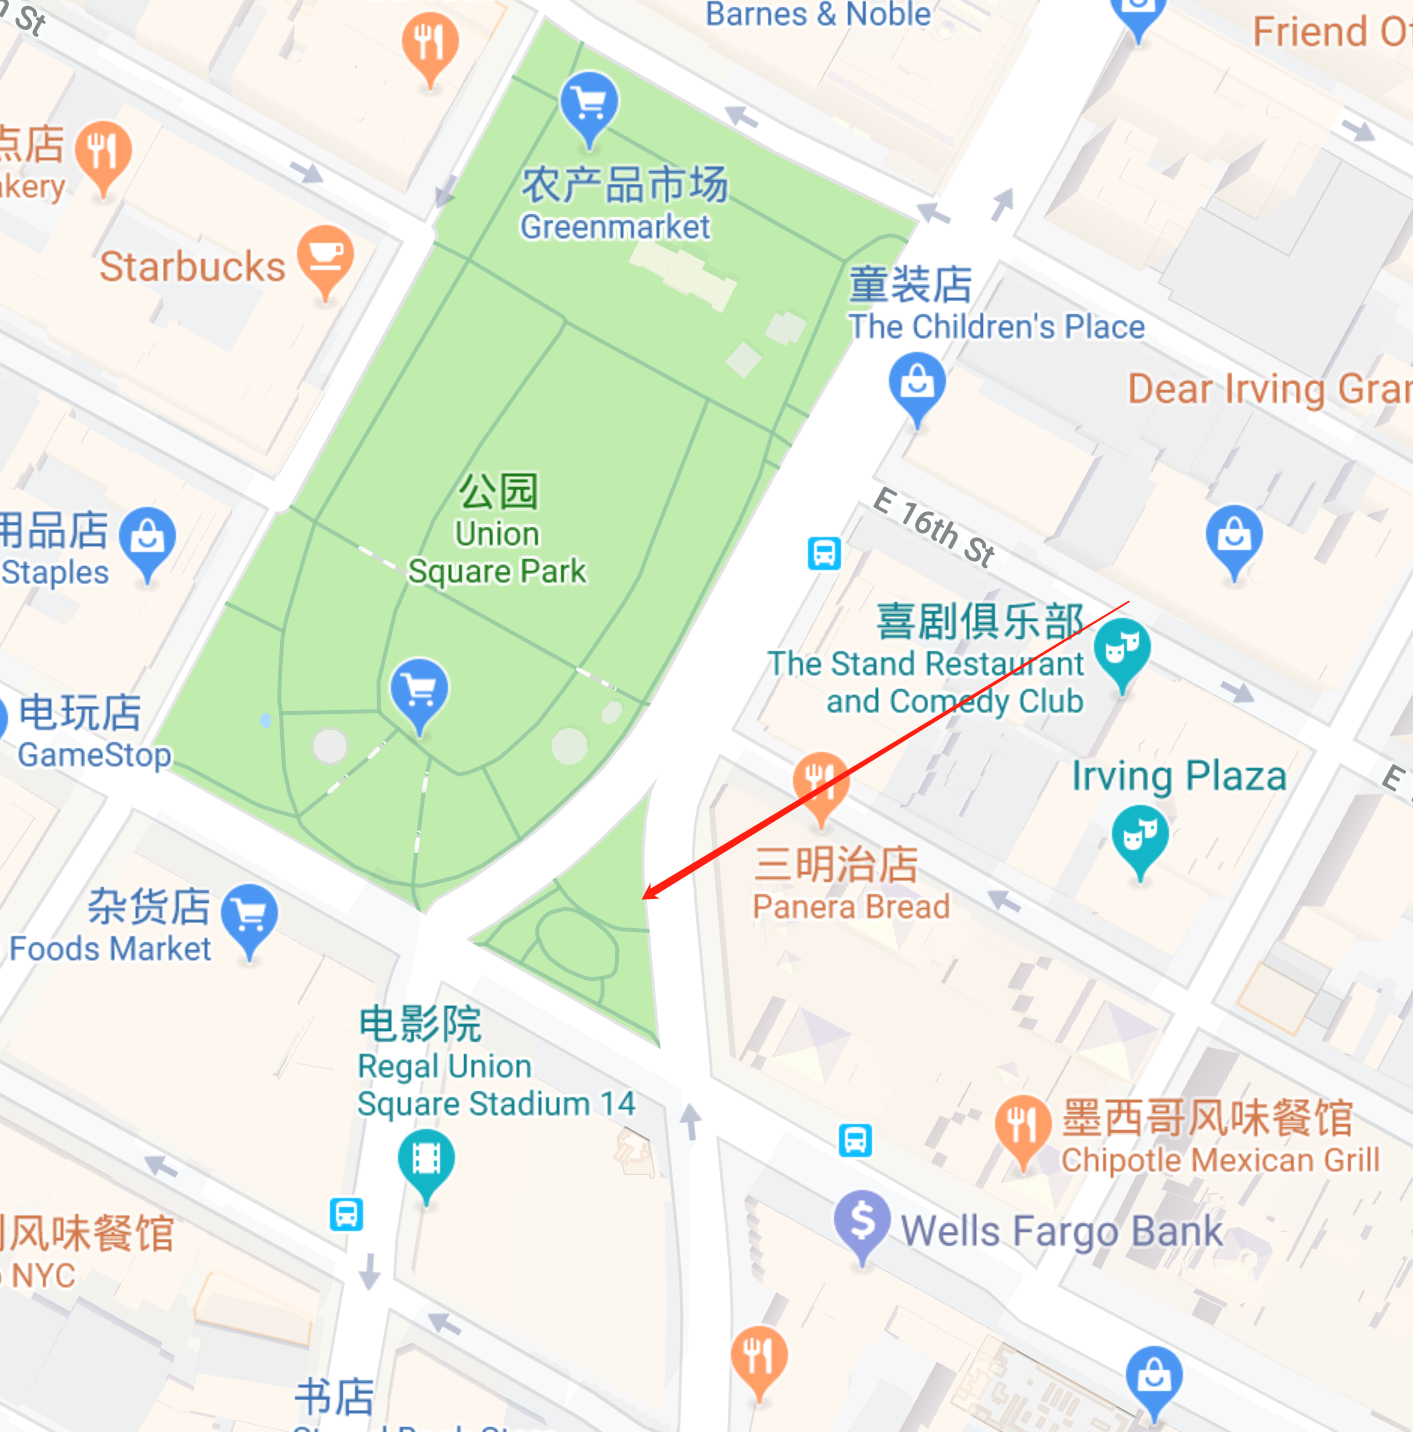 St
Barnes & Noble
Friend
点店
Starbucks
农产品市场
Greenmarket
童装店
The Children's Place
Dear Irving
公园
Union
Square Park
E 16th St
用品店
Staples
喜剧俱乐部
The Stand Restaurant
and Comedy Club
电玩店
GameStop
Irving Plaza
E
三明治店
Panera Bread
杂货店
Foods Market
电影院
Regal Union
Square Stadium 14
墨西哥风味餐馆
Chipotle Mexican Grill
风味餐馆
NYC
Wells Fargo Bank
书店